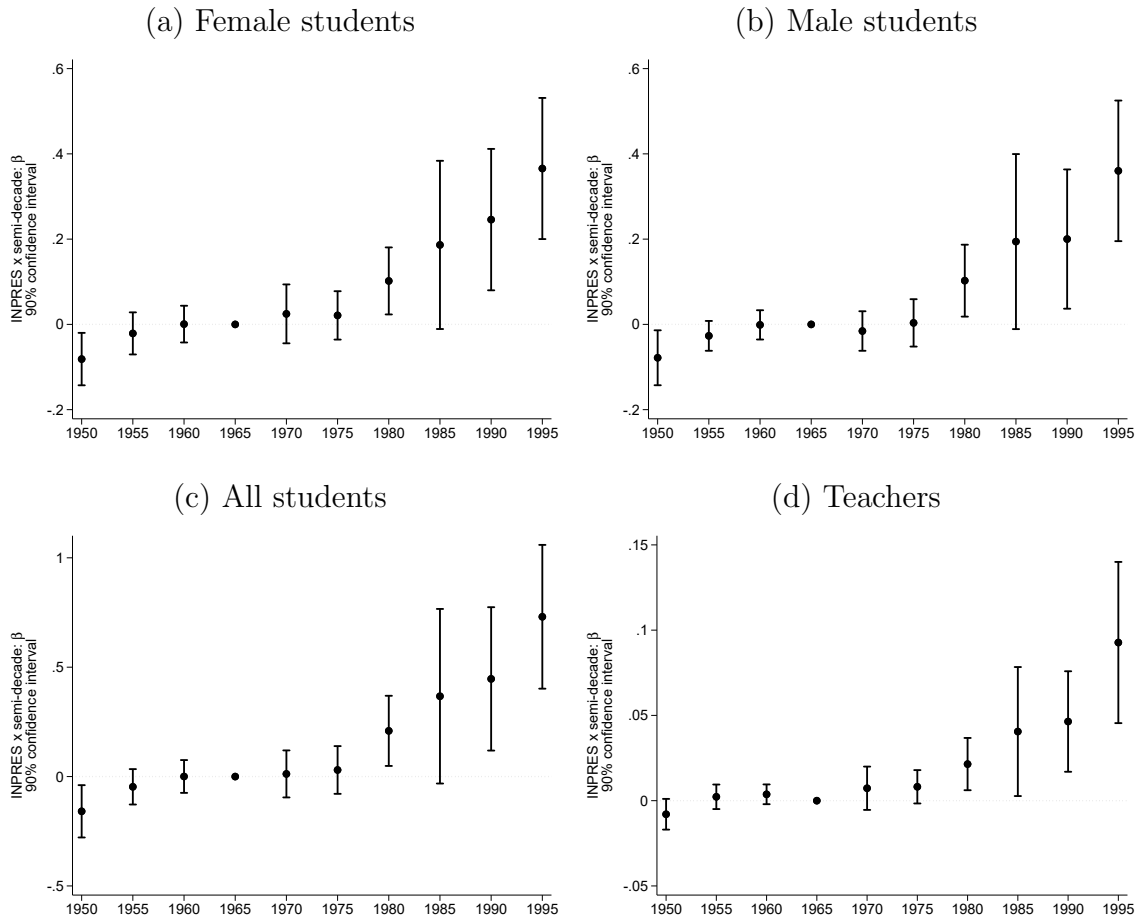 (a) Female students
.6
.4
.2
0
-.2
INPRES x semi-decade: β
90% confidence interval
1950 1955 1960 1965 1970 1975 1980 1985 1990 1995
(b) Male students
.6
.4
.2
0
-.2
INPRES x semi-decade: β
90% confidence interval
1950 1955 1960 1965 1970 1975 1980 1985 1990 1995
(c) All students
1
.5
0
-.5
INPRES x semi-decade: β
90% confidence interval
1950 1955 1960 1965 1970 1975 1980 1985 1990 1995
(d) Teachers
.15
.1
.05
0
-.05
INPRES x semi-decade: β
90% confidence interval
1950 1955 1960 1965 1970 1975 1980 1985 1990 1995